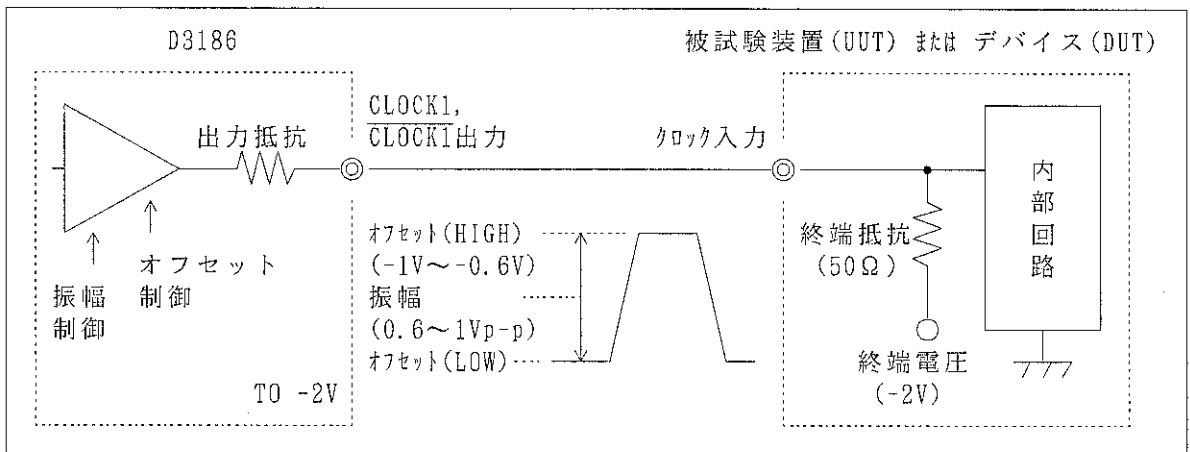 D3186
被試験装置(UUT) または デバイス(DUT)
CLOCK1,
CLOCK1出力
出力抵抗
クロック入力
オフセット
制御
振幅
制御
TO -2V
オフセット(HIGH)
(-1V～-0.6V)
振幅
(0.6～1Vp-p)
オフセット(LOW)
終端抵抗
(50Ω)
終端電圧
(-2V)
内部回路